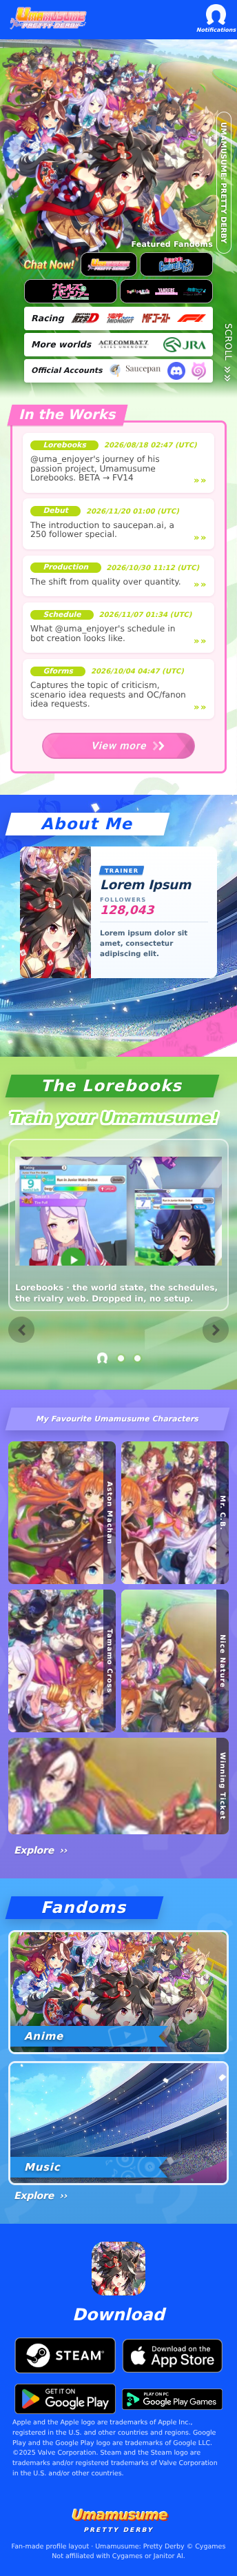 Umamusume
PRETTY DERBY
Notifications
UMAMUSUME: PRETTY DERBY
Featured Fandoms
Chat Now!
Umamusume
Racing
More worlds
ACE COMBAT 7
SKIES UNKNOWN
JRA
Official Accounts
Saucepan
SCROLL
In the Works
Lorebooks
2026/08/18 02:47 (UTC)
@uma_enjoyer's journey of his
passion project, Umamusume
Lorebooks. BETA → FV14
Debut
2026/11/20 01:00 (UTC)
The introduction to saucepan.ai, a
250 follower special.
Production
2026/10/30 11:12 (UTC)
The shift from quality over quantity.
Schedule
2026/11/07 01:34 (UTC)
What @uma_enjoyer's schedule in
bot creation looks like.
Gforms
2026/10/04 04:47 (UTC)
Captures the topic of criticism,
scenario idea requests and OC/fanon
idea requests.
View more
About Me
TRAINER
Lorem Ipsum
FOLLOWERS
128,043
Lorem ipsum dolor sit
amet, consectetur
adipiscing elit.
The Lorebooks
Train your Umamusume!
Lorebooks · the world state, the schedules,
the rivalry web. Dropped in, no setup.
My Favourite Umamusume Characters
Aston Machan
Mr. C.B.
Tamamo Cross
Nice Nature
Winning Ticket
Explore ››
Fandoms
Anime
Music
Explore ››
Download
STEAM
Download on the
App Store
GET IT ON
Google Play
PLAY ON PC
Google Play Games
Apple and the Apple logo are trademarks of Apple Inc.,
registered in the U.S. and other countries and regions. Google
Play and the Google Play logo are trademarks of Google LLC.
©2025 Valve Corporation. Steam and the Steam logo are
trademarks and/or registered trademarks of Valve Corporation
in the U.S. and/or other countries.
Umamusume
PRETTY DERBY
Fan-made profile layout · Umamusume: Pretty Derby © Cygames
Not affiliated with Cygames or Janitor AI.